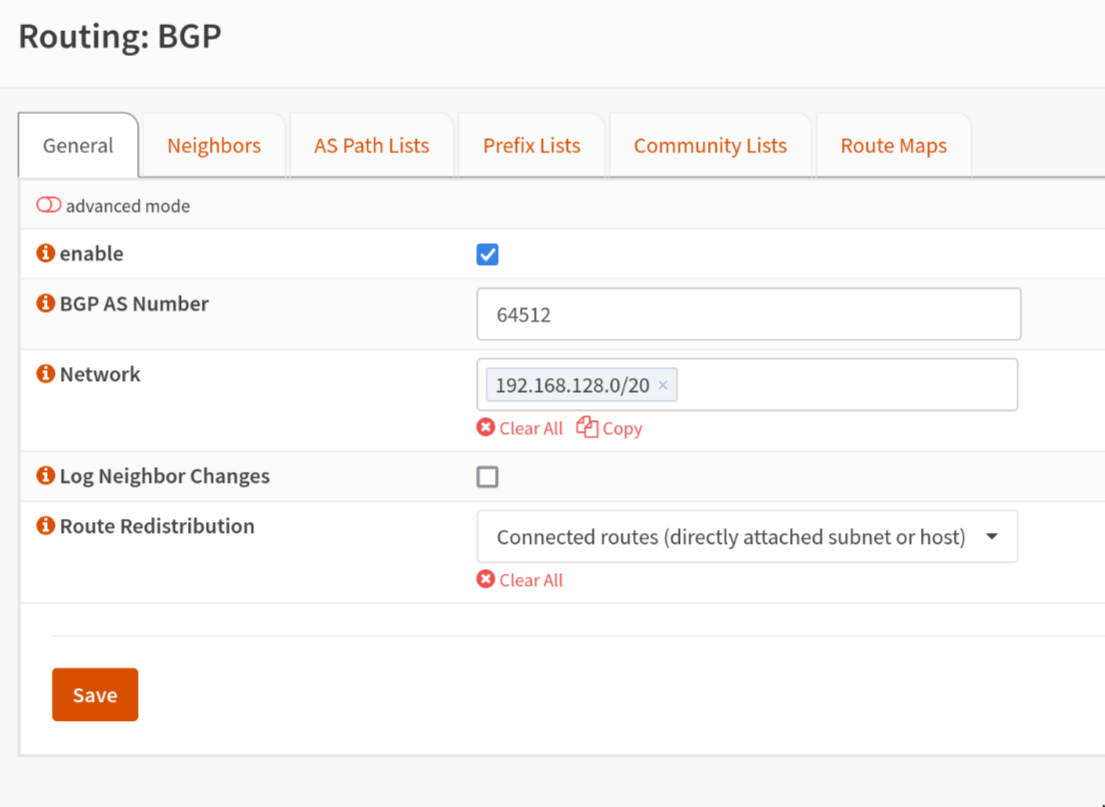 Routing: BGP
General Neighbors AS Path Lists Prefix Lists Community Lists Route Maps
advanced mode
enable
BGP AS Number 64512
Network 192.168.128.0/20 ×
Clear All Copy
Log Neighbor Changes
Route Redistribution Connected routes (directly attached subnet or host)
Clear All
Save